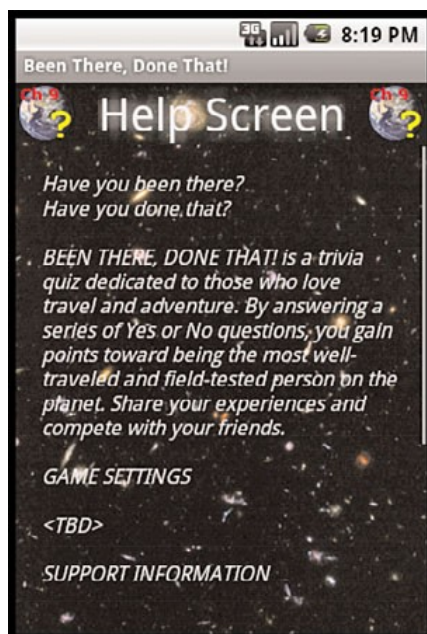 3G 8:19 PM
Been There, Done That!
Ch 9 Help Screen Ch 9
? ?
Have you been there?
Have you done that?
BEEN THERE, DONE THAT! is a trivia
quiz dedicated to those who love
travel and adventure. By answering a
series of Yes or No questions, you gain
points toward being the most well-
traveled and field-tested person on the
planet. Share your experiences and
compete with your friends.
GAME SETTINGS
<TBD>
SUPPORT INFORMATION